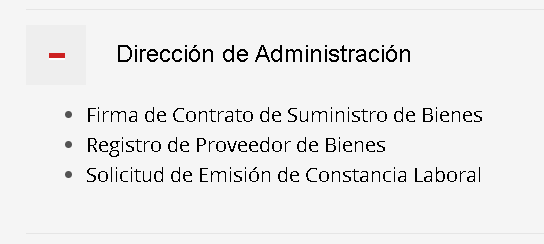 Dirección de Administración
Firma de Contrato de Suministro de Bienes
Registro de Proveedor de Bienes
Solicitud de Emisión de Constancia Laboral